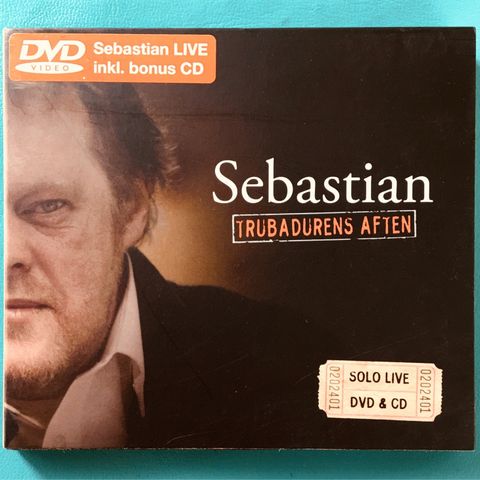 DVD
VIDEO
Sebastian LIVE
inkl. bonus CD
Sebastian
TRUBADURENS AFTEN
0202401
SOLO LIVE
DVD & CD
0202401